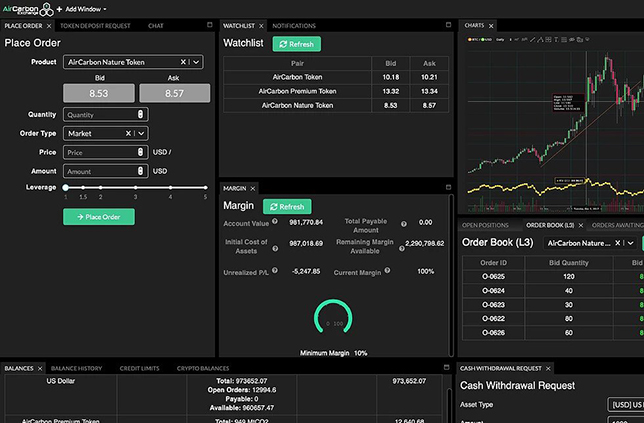 AirCarbon Exchange + Add Window
PLACE ORDER × TOKEN DEPOSIT REQUEST CHAT
Place Order
Product AirCarbon Nature Token
Bid Ask
8.53 8.57
Quantity Quantity
Order Type Market
Price Price USD /
Amount Amount USD
Leverage
1 1.5 2 3 4 5
Place Order
WATCHLIST × NOTIFICATIONS
Watchlist Refresh
Pair Bid Ask
AirCarbon Token 10.18 10.21
AirCarbon Premium Token 13.32 13.34
AirCarbon Nature Token 8.53 8.57
MARGIN ×
Margin Refresh
Account Value 981,770.84 Total Payable Amount 0.00
Initial Cost of Assets 987,018.69 Remaining Margin Available 2,290,798.62
Unrealized P/L -5,247.85 Current Margin 100%
0 100
Minimum Margin 10%
CHARTS ×
OPEN POSITIONS ORDER BOOK (L3) × ORDERS AWAITING
Order Book (L3) AirCarbon Nature ...
Order ID Bid Quantity Bid
O-0625 120 8
O-0624 40 8
O-0623 30 8
O-0622 80 8
O-0626 60 8
BALANCES × BALANCE HISTORY CREDIT LIMITS CRYPTO BALANCES
US Dollar Total: 973652.07 973,652.07
Open Orders: 12994.6
Payable: 0
Available: 960657.47
AirCarbon Premium Token Total: 949 MtCO2 12,640.68
CASH WITHDRAWAL REQUEST ×
Cash Withdrawal Request
Asset Type [USD] US
Amount